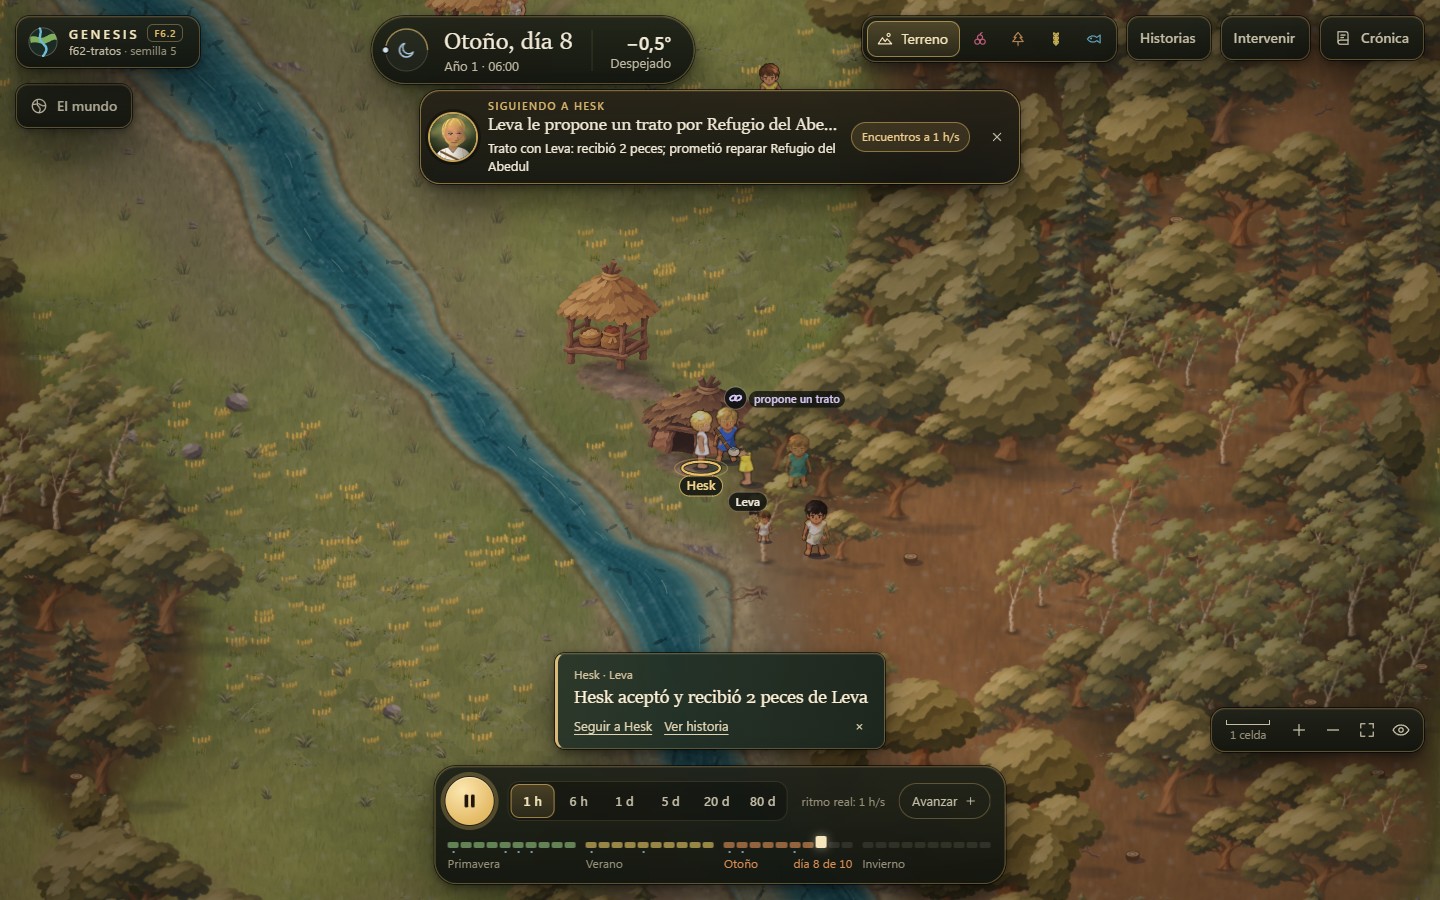 GENESIS F6.2
f62-tratos · semilla 5
El mundo
Otoño, día 8
Año 1 · 06:00
−0,5°
Despejado
Terreno
Historias
Intervenir
Crónica
SIGUIENDO A HESK
Leva le propone un trato por Refugio del Abe...
Trato con Leva: recibió 2 peces; prometió reparar Refugio del
Abedul
Encuentros a 1 h/s
×
propone un trato
Hesk
Leva
Hesk · Leva
Hesk aceptó y recibió 2 peces de Leva
Seguir a Hesk Ver historia ×
1 celda
1 h 6 h 1 d 5 d 20 d 80 d
ritmo real: 1 h/s
Avanzar +
Primavera Verano Otoño día 8 de 10 Invierno